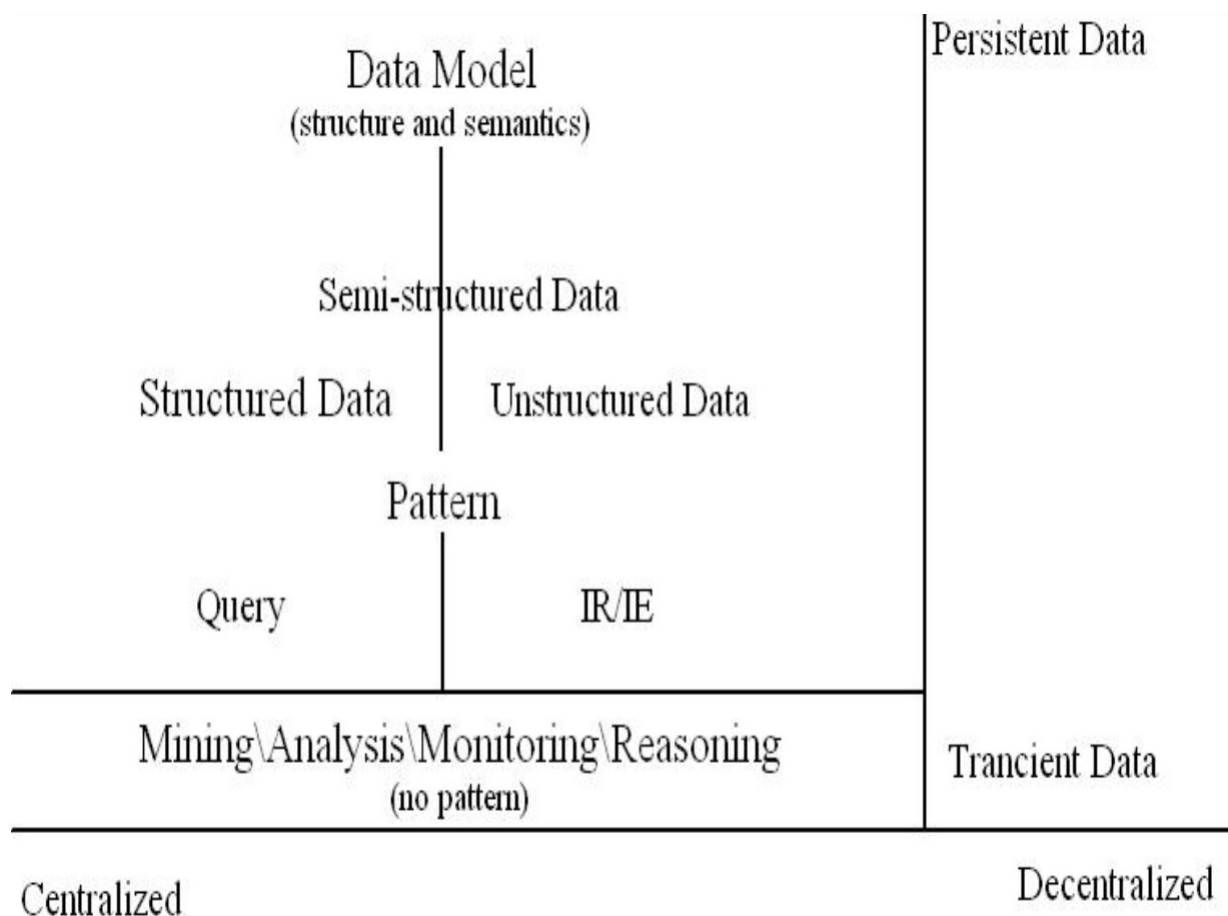 Persistent Data
Data Model
(structure and semantics)
Semi-structured Data
Structured Data
Unstructured Data
Pattern
Query
IR/IE
Mining\Analysis\Monitoring\Reasoning
(no pattern)
Trancient Data
Centralized
Decentralized